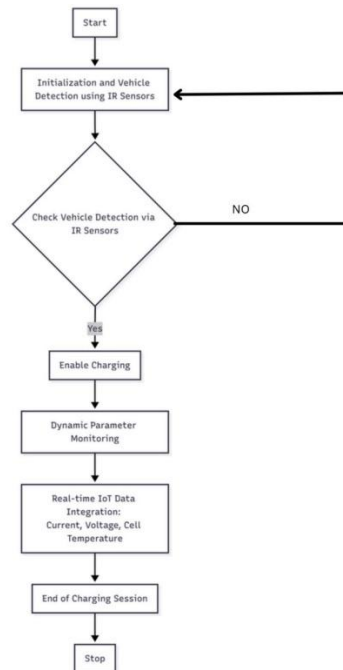 Start
Initialization and Vehicle
Detection using IR Sensors
Check Vehicle Detection via
IR Sensors
NO
Yes
Enable Charging
Dynamic Parameter
Monitoring
Real-time IoT Data
Integration:
Current, Voltage, Cell
Temperature
End of Charging Session
Stop